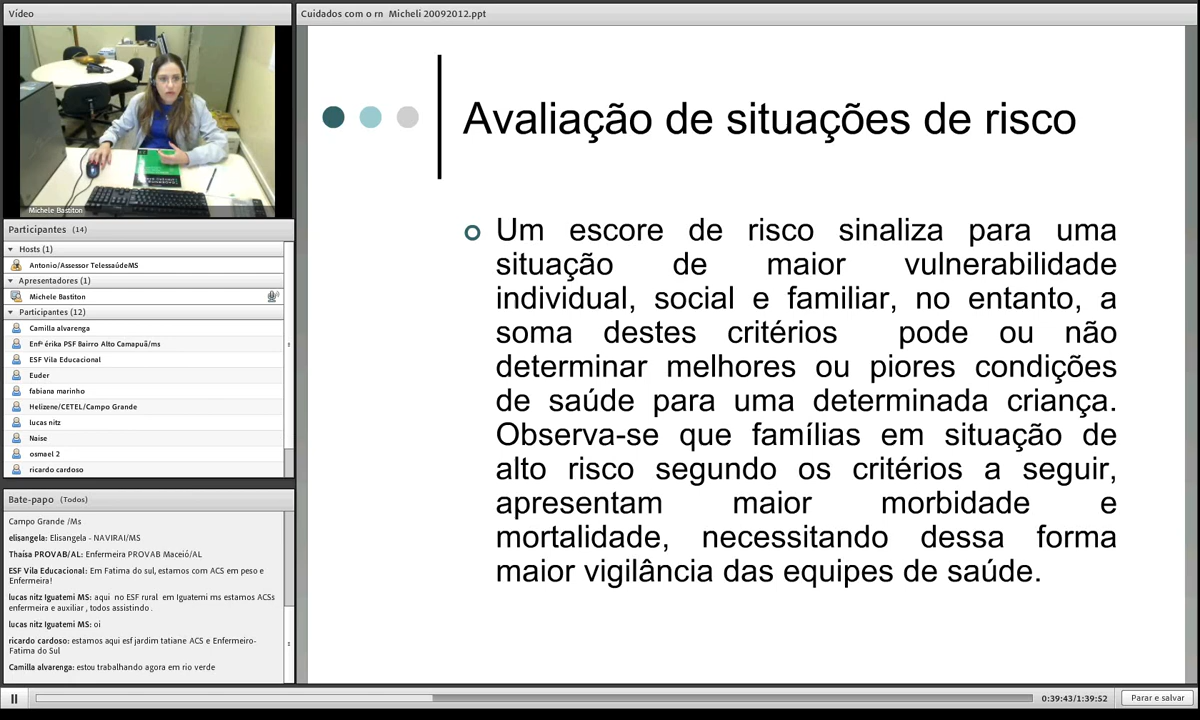 Vídeo
Michele Bastiton
Participantes (14)
Hosts (1)
Antonio/Assessor TelessaúdeMS
Apresentadores (1)
Michele Bastiton
Participantes (12)
Camilla alvarenga
Enfª érika PSF Bairro Alto Camapuã/ms
ESF Vila Educacional
Euder
fabiana marinho
Helizene/CETEL/Campo Grande
lucas nitz
Naise
osmael 2
ricardo cardoso
Bate-papo (Todos)
Campo Grande /Ms
elisangela: Elisangela - NAVIRAI/MS
Thaísa PROVAB/AL: Enfermeira PROVAB Maceió/AL
ESF Vila Educacional: Em Fatima do sul, estamos com ACS em peso e
Enfermeira!
lucas nitz Iguatemi MS: aqui no ESF rural em Iguatemi ms estamos ACSs
enfermeira e auxiliar , todos assistindo .
lucas nitz Iguatemi MS: oi
ricardo cardoso: estamos aqui esf jardim tatiane ACS e Enfermeiro-
Fatima do Sul
Camilla alvarenga: estou trabalhando agora em rio verde
Cuidados com o rn Micheli 20092012.ppt
Avaliação de situações de risco
Um escore de risco sinaliza para uma
situação de maior vulnerabilidade
individual, social e familiar, no entanto, a
soma destes critérios pode ou não
determinar melhores ou piores condições
de saúde para uma determinada criança.
Observa-se que famílias em situação de
alto risco segundo os critérios a seguir,
apresentam maior morbidade e
mortalidade, necessitando dessa forma
maior vigilância das equipes de saúde.
0:39:43/1:39:52
Parar e salvar